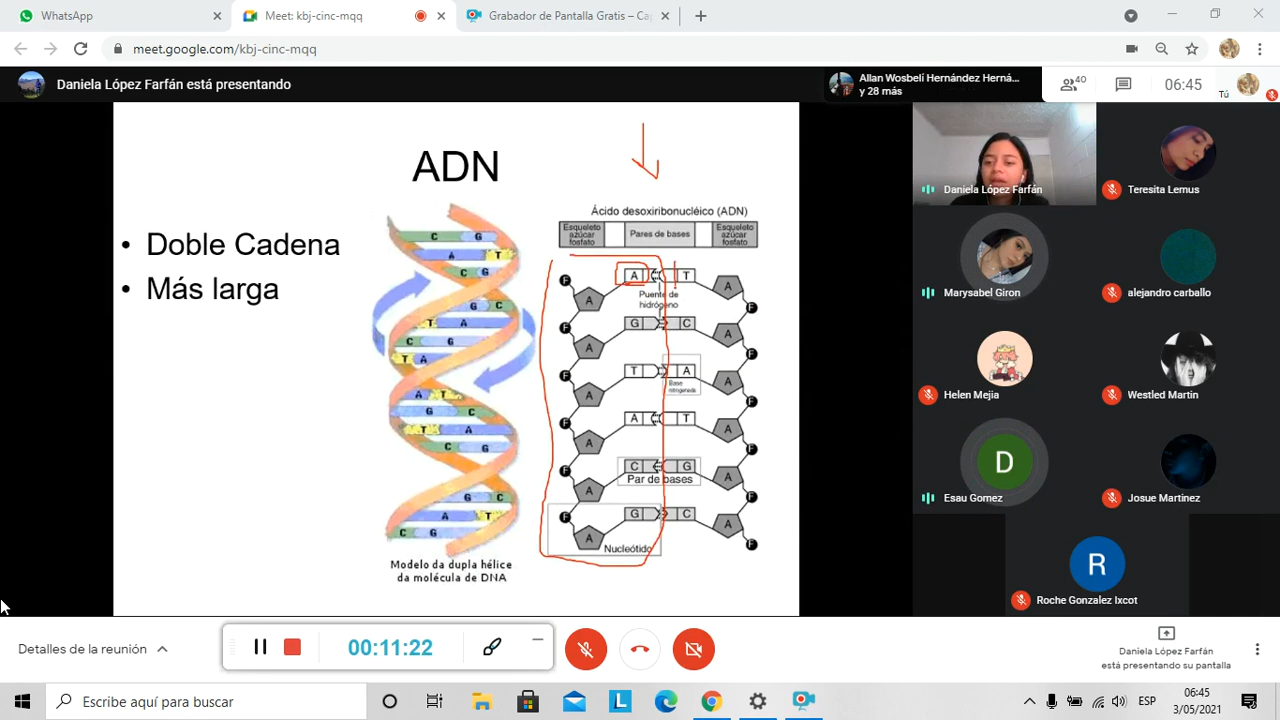 WhatsApp
Meet: kbj-cinc-mqq
Grabador de Pantalla Gratis – Ca
meet.google.com/kbj-cinc-mqq
Daniela López Farfán está presentando
Allan Wosbelí Hernández Herná...
y 28 más
40
06:45
Tú
ADN
• Doble Cadena
• Más larga
C G
A T
C G
G C
T A
C G
T A
A T
G C
T A
C G
G C
A T
C G
Modelo da dupla hélice
da molécula de DNA
Ácido desoxiribonucléico (ADN)
Esqueleto azúcar fosfato
Pares de bases
Esqueleto azúcar fosfato
F A A T A F
Puente de
hidrógeno
F A G C A F
F A T A A F
Base
nitrogenada
F A A T A F
F A C G A F
Par de bases
F A G C A F
Nucleótido
Daniela López Farfán
Teresita Lemus
Marysabel Giron
alejandro carballo
Helen Mejia
Westled Martin
D
Esau Gomez
Josue Martinez
R
Roche Gonzalez Ixcot
Detalles de la reunión
00:11:22
Daniela López Farfán
está presentando su pantalla
Escribe aquí para buscar
L
ESP
06:45
3/05/2021